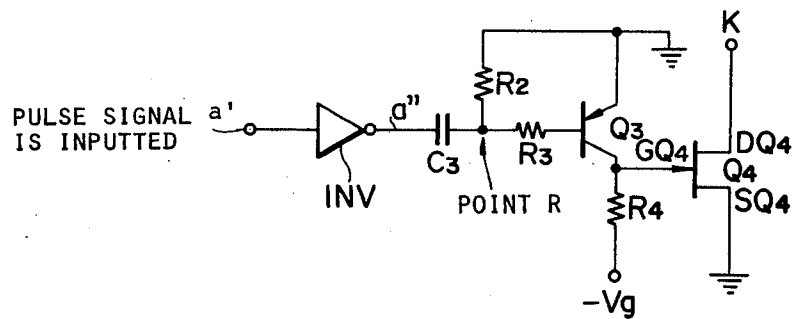 K
PULSE SIGNAL a'
IS INPUTTED
INV
a"
C3
R2
R3
POINT R
Q3
GQ4
DQ4
Q4
SQ4
R4
-Vg